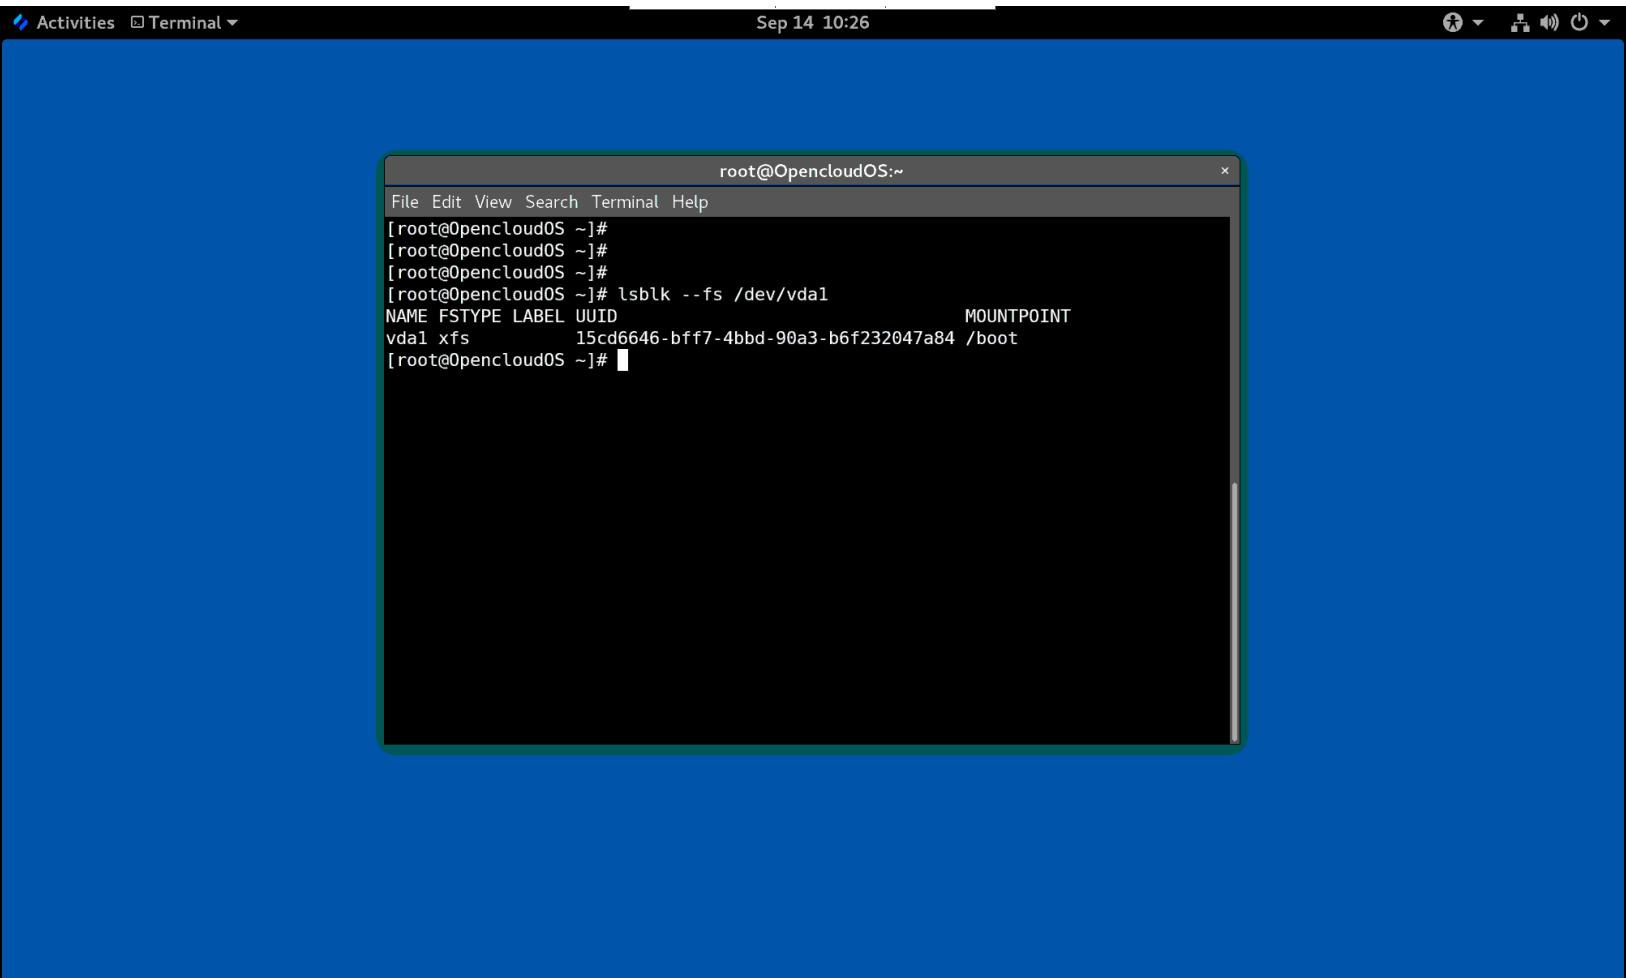 Activities Terminal Sep 14 10:26
root@OpencloudOS:~ ×
File Edit View Search Terminal Help
[root@OpencloudOS ~]#
[root@OpencloudOS ~]#
[root@OpencloudOS ~]#
[root@OpencloudOS ~]# lsblk --fs /dev/vda1
NAME FSTYPE LABEL UUID                                 MOUNTPOINT
vda1 xfs          15cd6646-bff7-4bbd-90a3-b6f232047a84 /boot
[root@OpencloudOS ~]#